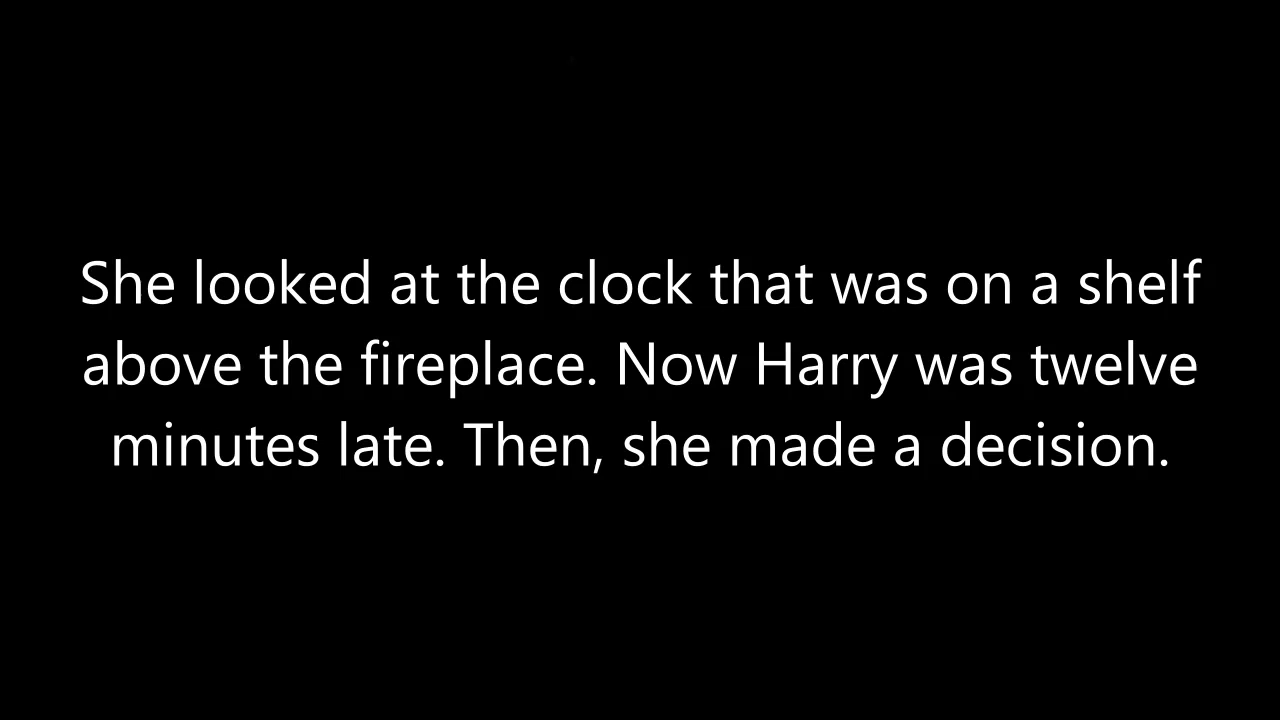 She looked at the clock that was on a shelf
above the fireplace. Now Harry was twelve
minutes late. Then, she made a decision.